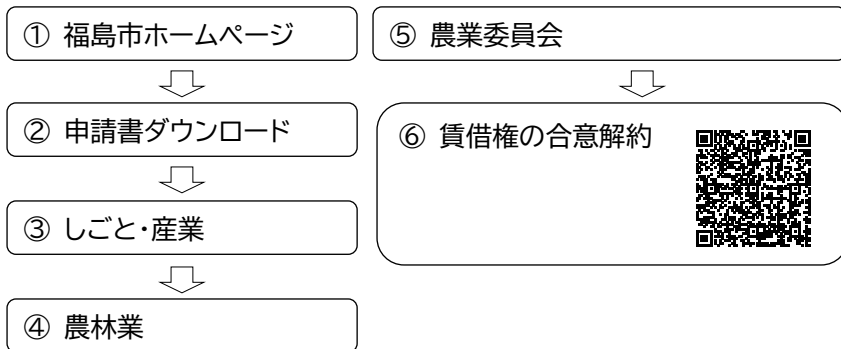 ① 福島市ホームページ
② 申請書ダウンロード
③ しごと・産業
④ 農林業
⑤ 農業委員会
⑥ 賃借権の合意解約